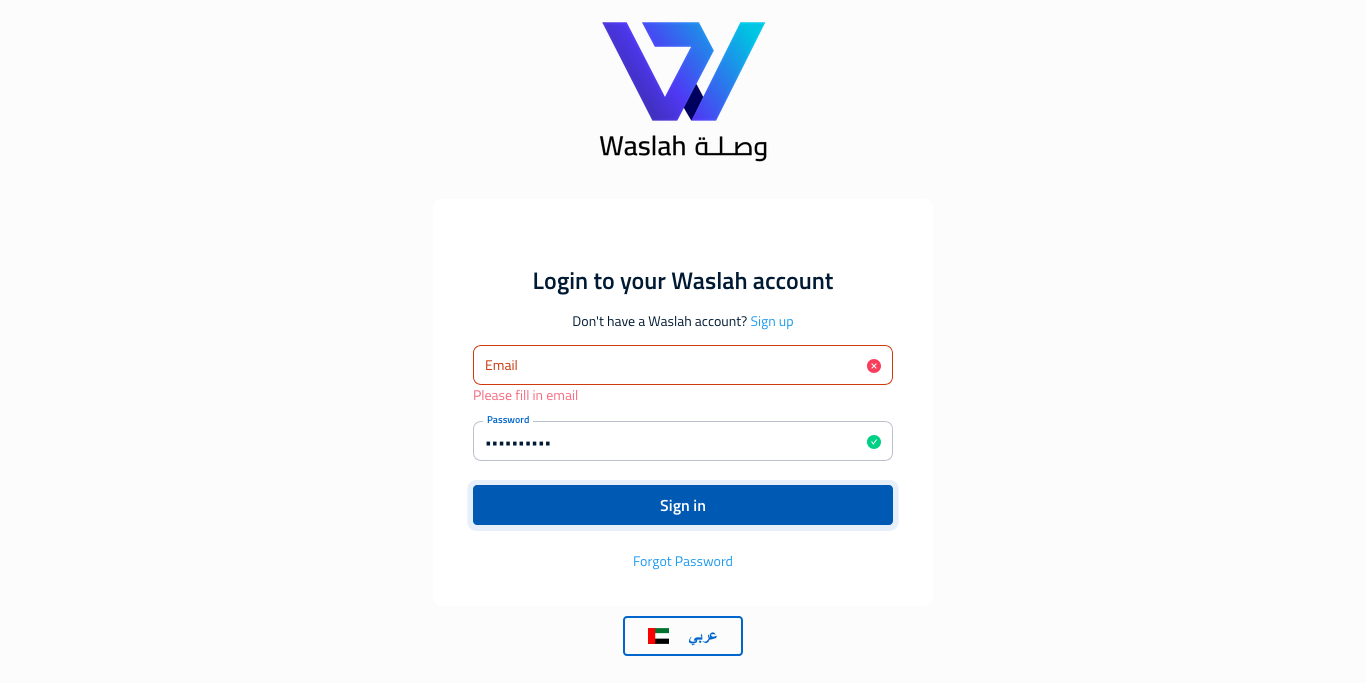 Waslah وصلة
Login to your Waslah account
Don't have a Waslah account? Sign up
Email
Please fill in email
Password
••••••••••
Sign in
Forgot Password
عربي